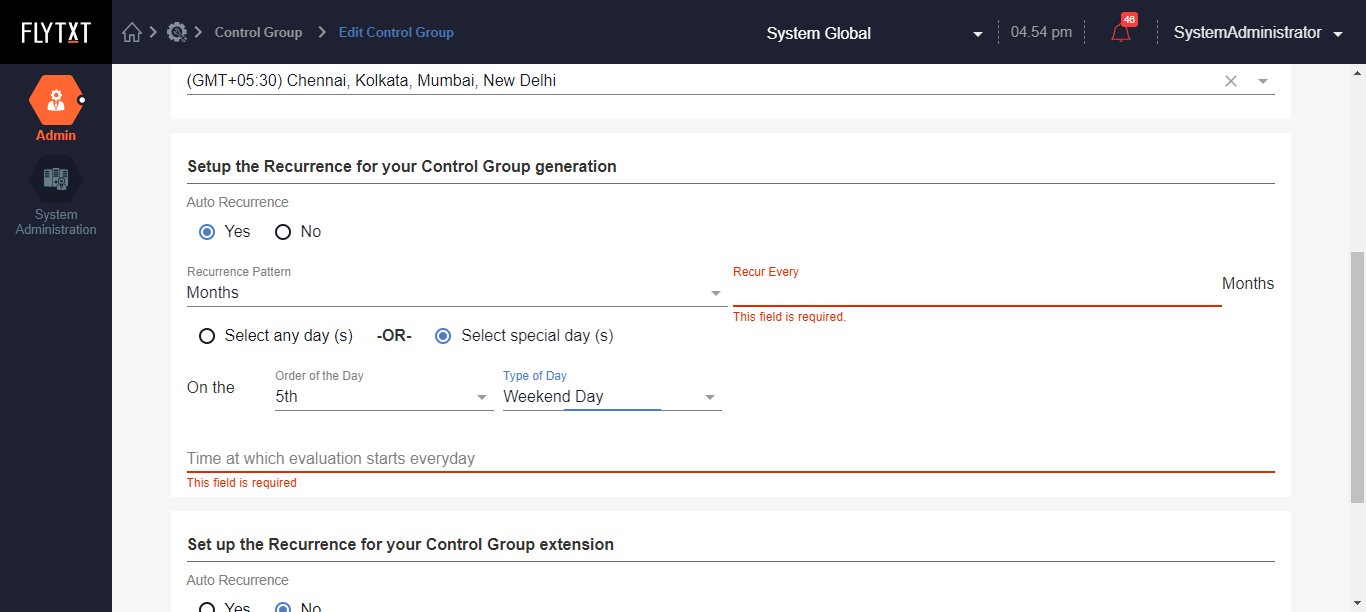 FLYTXT
Control Group
Edit Control Group
System Global
04.54 pm
46
SystemAdministrator
Admin
System
Administration
(GMT+05:30) Chennai, Kolkata, Mumbai, New Delhi
Setup the Recurrence for your Control Group generation
Auto Recurrence
Yes No
Recurrence Pattern
Months
Recur Every
Months
This field is required.
Select any day (s) -OR- Select special day (s)
On the
Order of the Day
5th
Type of Day
Weekend Day
Time at which evaluation starts everyday
This field is required
Set up the Recurrence for your Control Group extension
Auto Recurrence
Yes No